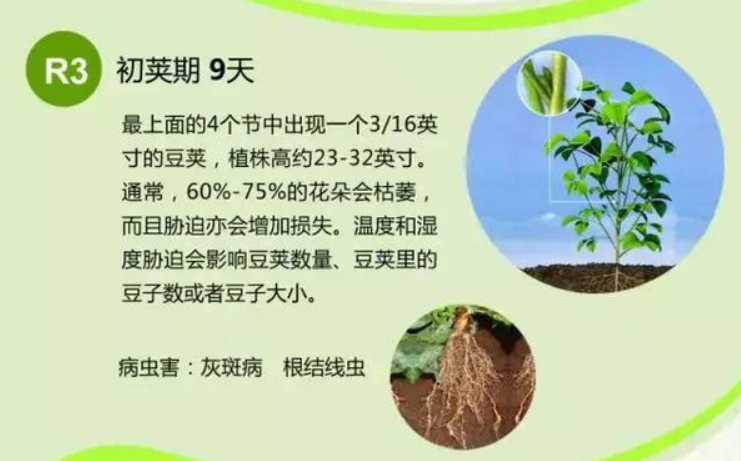 R3 初荚期 9天
最上面的4个节中出现一个3/16英
寸的豆荚，植株高约23-32英寸。
通常，60%-75%的花朵会枯萎，
而且胁迫亦会增加损失。温度和湿
度胁迫会影响豆荚数量、豆荚里的
豆子数或者豆子大小。
病虫害：灰斑病 根结线虫